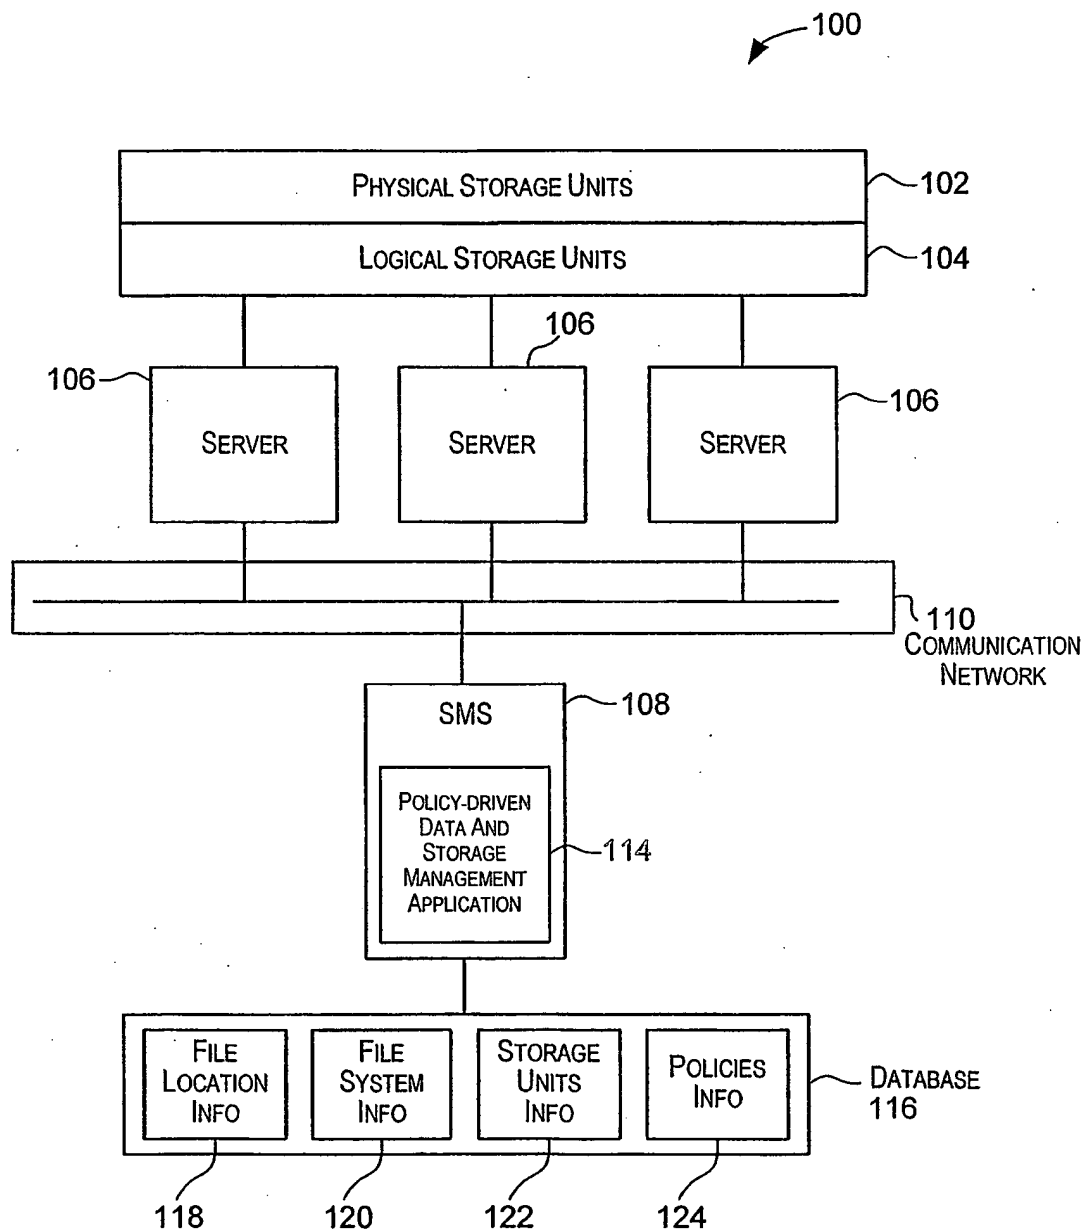 100
PHYSICAL STORAGE UNITS
102
LOGICAL STORAGE UNITS
104
106
106
106
SERVER
SERVER
SERVER
110
COMMUNICATION
NETWORK
SMS
108
POLICY-DRIVEN
DATA AND
STORAGE
MANAGEMENT
APPLICATION
114
FILE
LOCATION
INFO
FILE
SYSTEM
INFO
STORAGE
UNITS
INFO
POLICIES
INFO
DATABASE
116
118
120
122
124